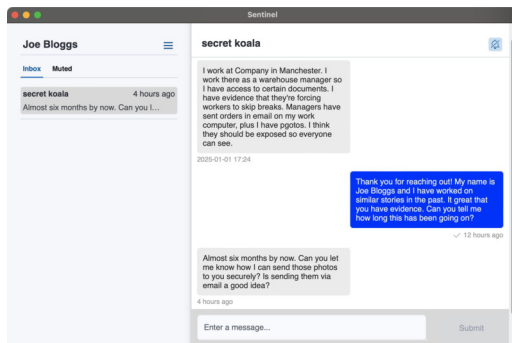 Sentinel
Joe Bloggs
Inbox Muted
secret koala 4 hours ago
Almost six months by now. Can you l...
secret koala
I work at Company in Manchester. I
work there as a warehouse manager so
I have access to certain documents. I
have evidence that they're forcing
workers to skip breaks. Managers have
sent orders in email on my work
computer, plus I have pgotos. I think
they should be exposed so everyone
can see.
2025-01-01 17:24
Thank you for reaching out! My name is
Joe Bloggs and I have worked on
similar stories in the past. It great that
you have evidence. Can you tell me
how long this has been going on?
12 hours ago
Almost six months by now. Can you let
me know how I can send those photos
to you securely? Is sending them via
email a good idea?
4 hours ago
Enter a message...
Submit